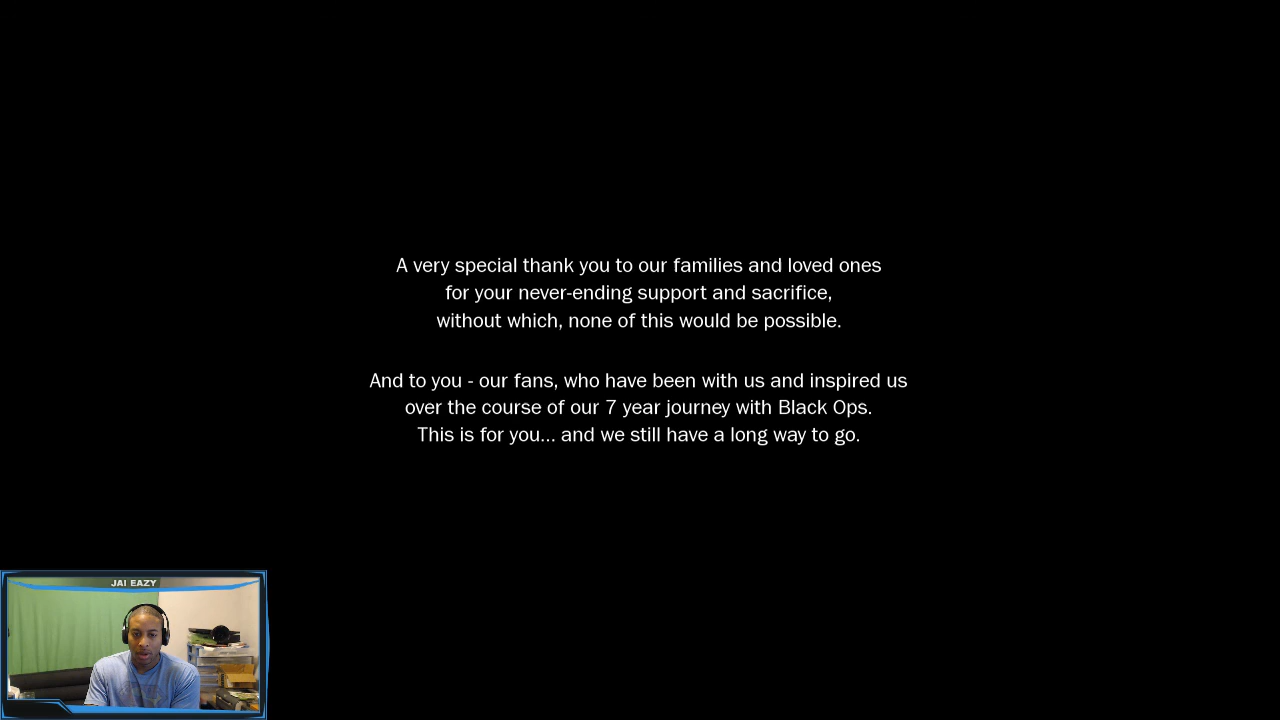 A very special thank you to our families and loved ones
for your never-ending support and sacrifice,
without which, none of this would be possible.
And to you - our fans, who have been with us and inspired us
over the course of our 7 year journey with Black Ops.
This is for you... and we still have a long way to go.
JAI EAZY